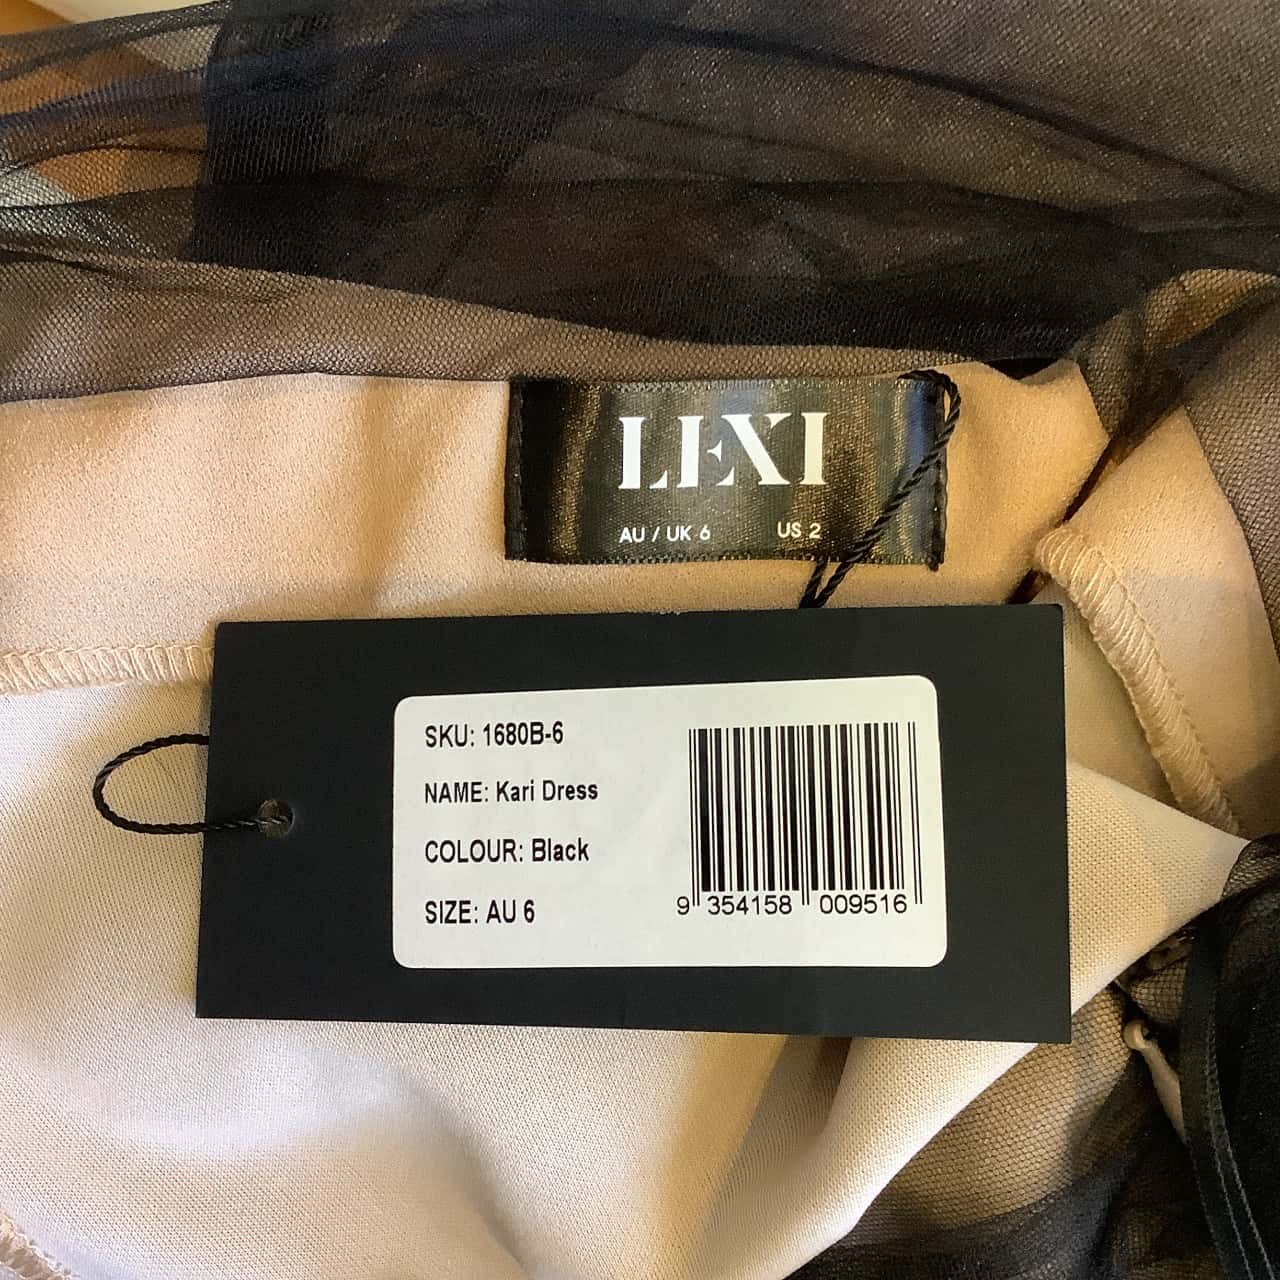 LEXI
AU / UK 6 US 2
SKU: 1680B-6
NAME: Kari Dress
COLOUR: Black
SIZE: AU 6
9 354158 009516